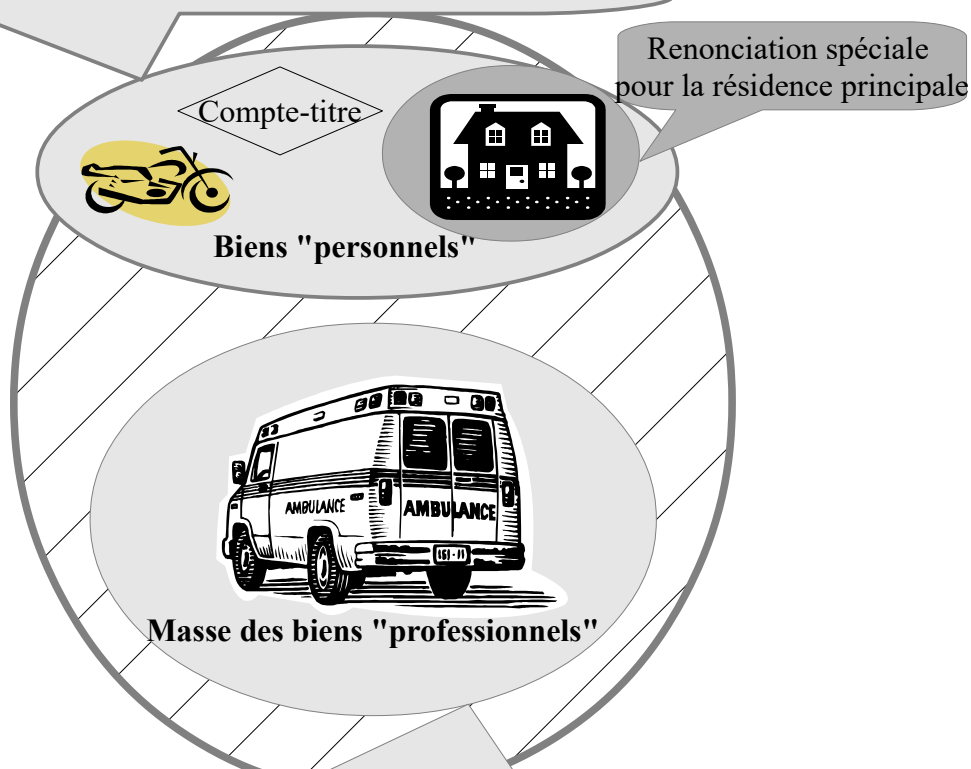 Renonciation spéciale
pour la résidence principale
Compte-titre
Biens "personnels"
AMBULANCE
AMBULANCE
Masse des biens "professionnels"